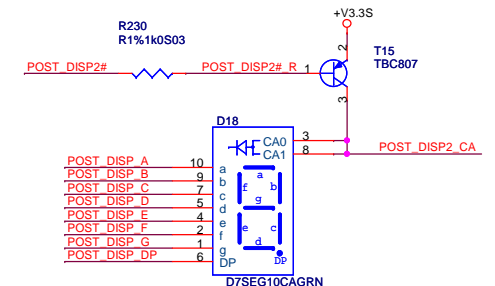 +V3.3S
R230
R1%1k0S03
POST_DISP2#
POST_DISP2#_R
1
2
3
T15
TBC807
D18
CA0
CA1
3
8
POST_DISP2_CA
POST_DISP_A 10 a
POST_DISP_B 9 b
POST_DISP_C 7 c
POST_DISP_D 5 d
POST_DISP_E 4 e
POST_DISP_F 2 f
POST_DISP_G 1 g
POST_DISP_DP 6 DP
a
f b
g
e c
d
DP
D7SEG10CAGRN